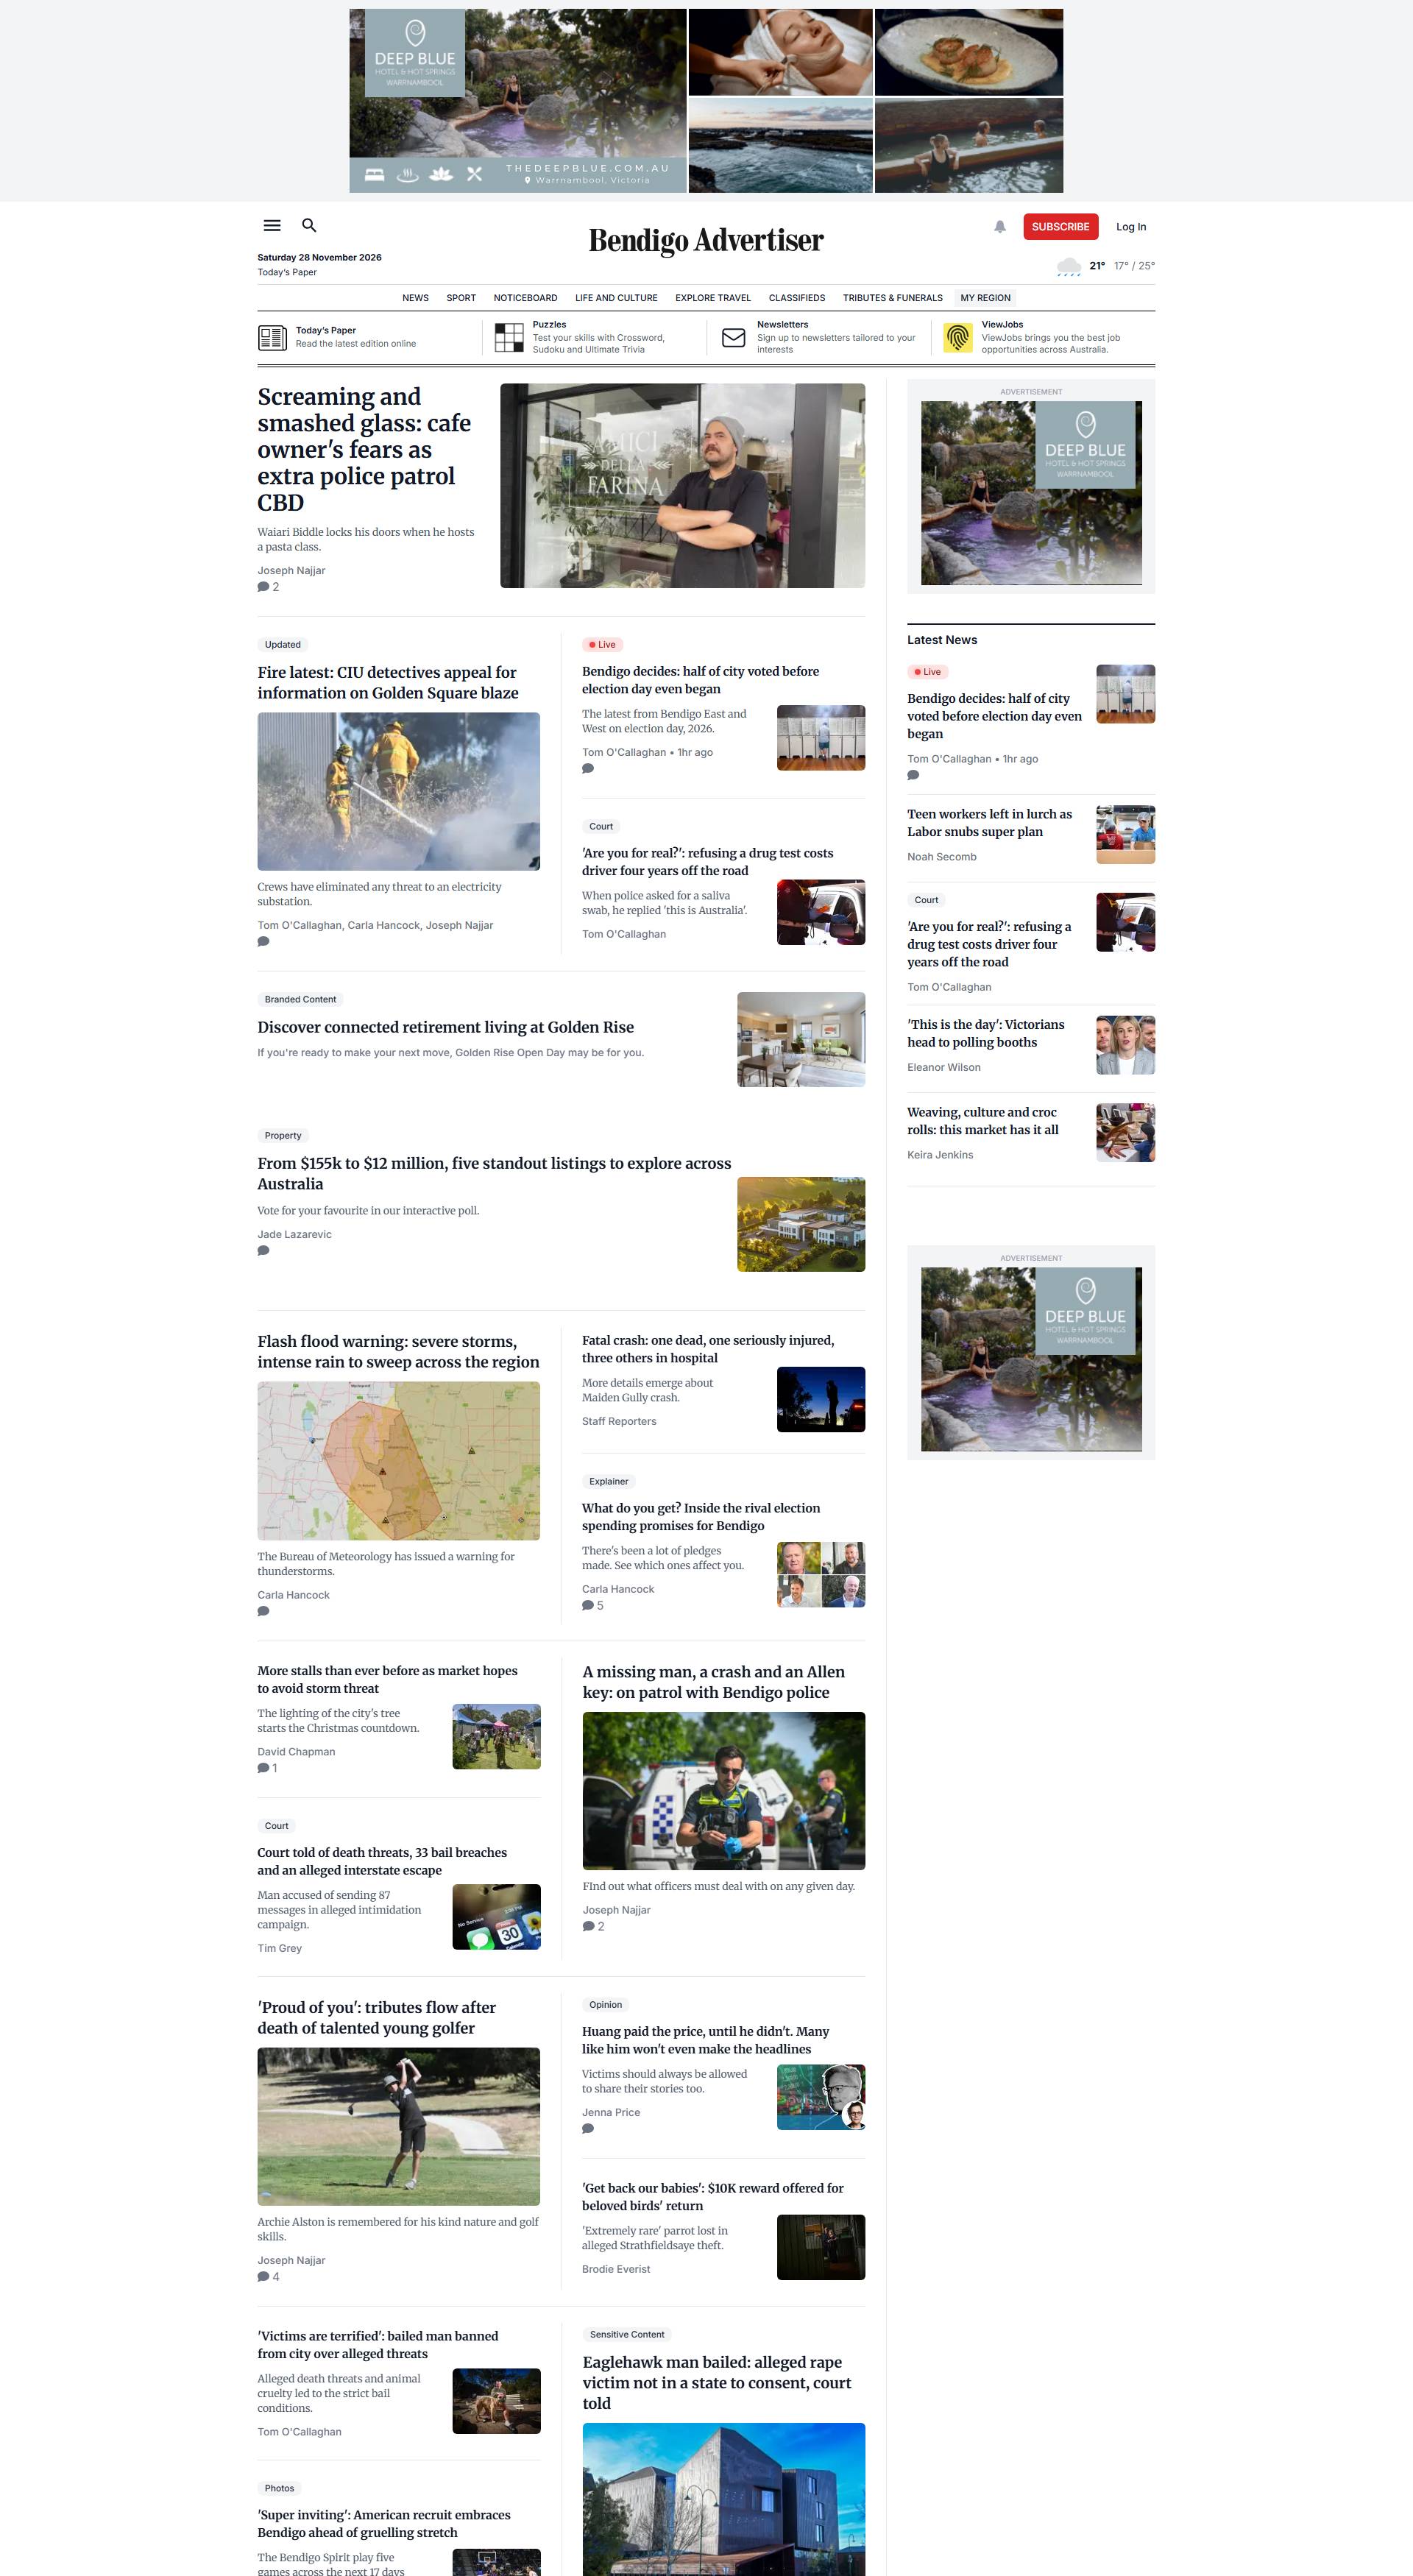 DEEP BLUE
HOTEL & HOT SPRINGS
WARRNAMBOOL
THEDEEPBLUE.COM.AU
Warrnambool, Victoria
Bendigo Advertiser
SUBSCRIBE
Log In
Saturday 28 November 2026
Today's Paper
21°
17° / 25°
NEWS
SPORT
NOTICEBOARD
LIFE AND CULTURE
EXPLORE TRAVEL
CLASSIFIEDS
TRIBUTES & FUNERALS
MY REGION
Today's Paper
Read the latest edition online
Puzzles
Test your skills with Crossword,
Sudoku and Ultimate Trivia
Newsletters
Sign up to newsletters tailored to your
interests
ViewJobs
ViewJobs brings you the best job
opportunities across Australia.
Screaming and
smashed glass: cafe
owner's fears as
extra police patrol
CBD
Waiari Biddle locks his doors when he hosts
a pasta class.
Joseph Najjar
2
AMICI
DELLA
FARINA
Updated
Fire latest: CIU detectives appeal for
information on Golden Square blaze
Crews have eliminated any threat to an electricity
substation.
Tom O'Callaghan, Carla Hancock, Joseph Najjar
Live
Bendigo decides: half of city voted before
election day even began
The latest from Bendigo East and
West on election day, 2026.
Tom O'Callaghan • 1hr ago
Court
'Are you for real?': refusing a drug test costs
driver four years off the road
When police asked for a saliva
swab, he replied 'this is Australia'.
Tom O'Callaghan
Branded Content
Discover connected retirement living at Golden Rise
If you're ready to make your next move, Golden Rise Open Day may be for you.
Property
From $155k to $12 million, five standout listings to explore across
Australia
Vote for your favourite in our interactive poll.
Jade Lazarevic
Flash flood warning: severe storms,
intense rain to sweep across the region
The Bureau of Meteorology has issued a warning for
thunderstorms.
Carla Hancock
Fatal crash: one dead, one seriously injured,
three others in hospital
More details emerge about
Maiden Gully crash.
Staff Reporters
Explainer
What do you get? Inside the rival election
spending promises for Bendigo
There's been a lot of pledges
made. See which ones affect you.
Carla Hancock
5
More stalls than ever before as market hopes
to avoid storm threat
The lighting of the city's tree
starts the Christmas countdown.
David Chapman
1
Court
Court told of death threats, 33 bail breaches
and an alleged interstate escape
Man accused of sending 87
messages in alleged intimidation
campaign.
Tim Grey
No Service
30
A missing man, a crash and an Allen
key: on patrol with Bendigo police
FInd out what officers must deal with on any given day.
Joseph Najjar
2
'Proud of you': tributes flow after
death of talented young golfer
Archie Alston is remembered for his kind nature and golf
skills.
Joseph Najjar
4
Opinion
Huang paid the price, until he didn't. Many
like him won't even make the headlines
Victims should always be allowed
to share their stories too.
Jenna Price
'Get back our babies': $10K reward offered for
beloved birds' return
'Extremely rare' parrot lost in
alleged Strathfieldsaye theft.
Brodie Everist
'Victims are terrified': bailed man banned
from city over alleged threats
Alleged death threats and animal
cruelty led to the strict bail
conditions.
Tom O'Callaghan
Photos
'Super inviting': American recruit embraces
Bendigo ahead of gruelling stretch
The Bendigo Spirit play five
games across the next 17 days
Sensitive Content
Eaglehawk man bailed: alleged rape
victim not in a state to consent, court
told
ADVERTISEMENT
DEEP BLUE
HOTEL & HOT SPRINGS
WARRNAMBOOL
Latest News
Live
Bendigo decides: half of city
voted before election day even
began
Tom O'Callaghan • 1hr ago
Teen workers left in lurch as
Labor snubs super plan
Noah Secomb
Court
'Are you for real?': refusing a
drug test costs driver four
years off the road
Tom O'Callaghan
'This is the day': Victorians
head to polling booths
Eleanor Wilson
Weaving, culture and croc
rolls: this market has it all
Keira Jenkins
ADVERTISEMENT
DEEP BLUE
HOTEL & HOT SPRINGS
WARRNAMBOOL